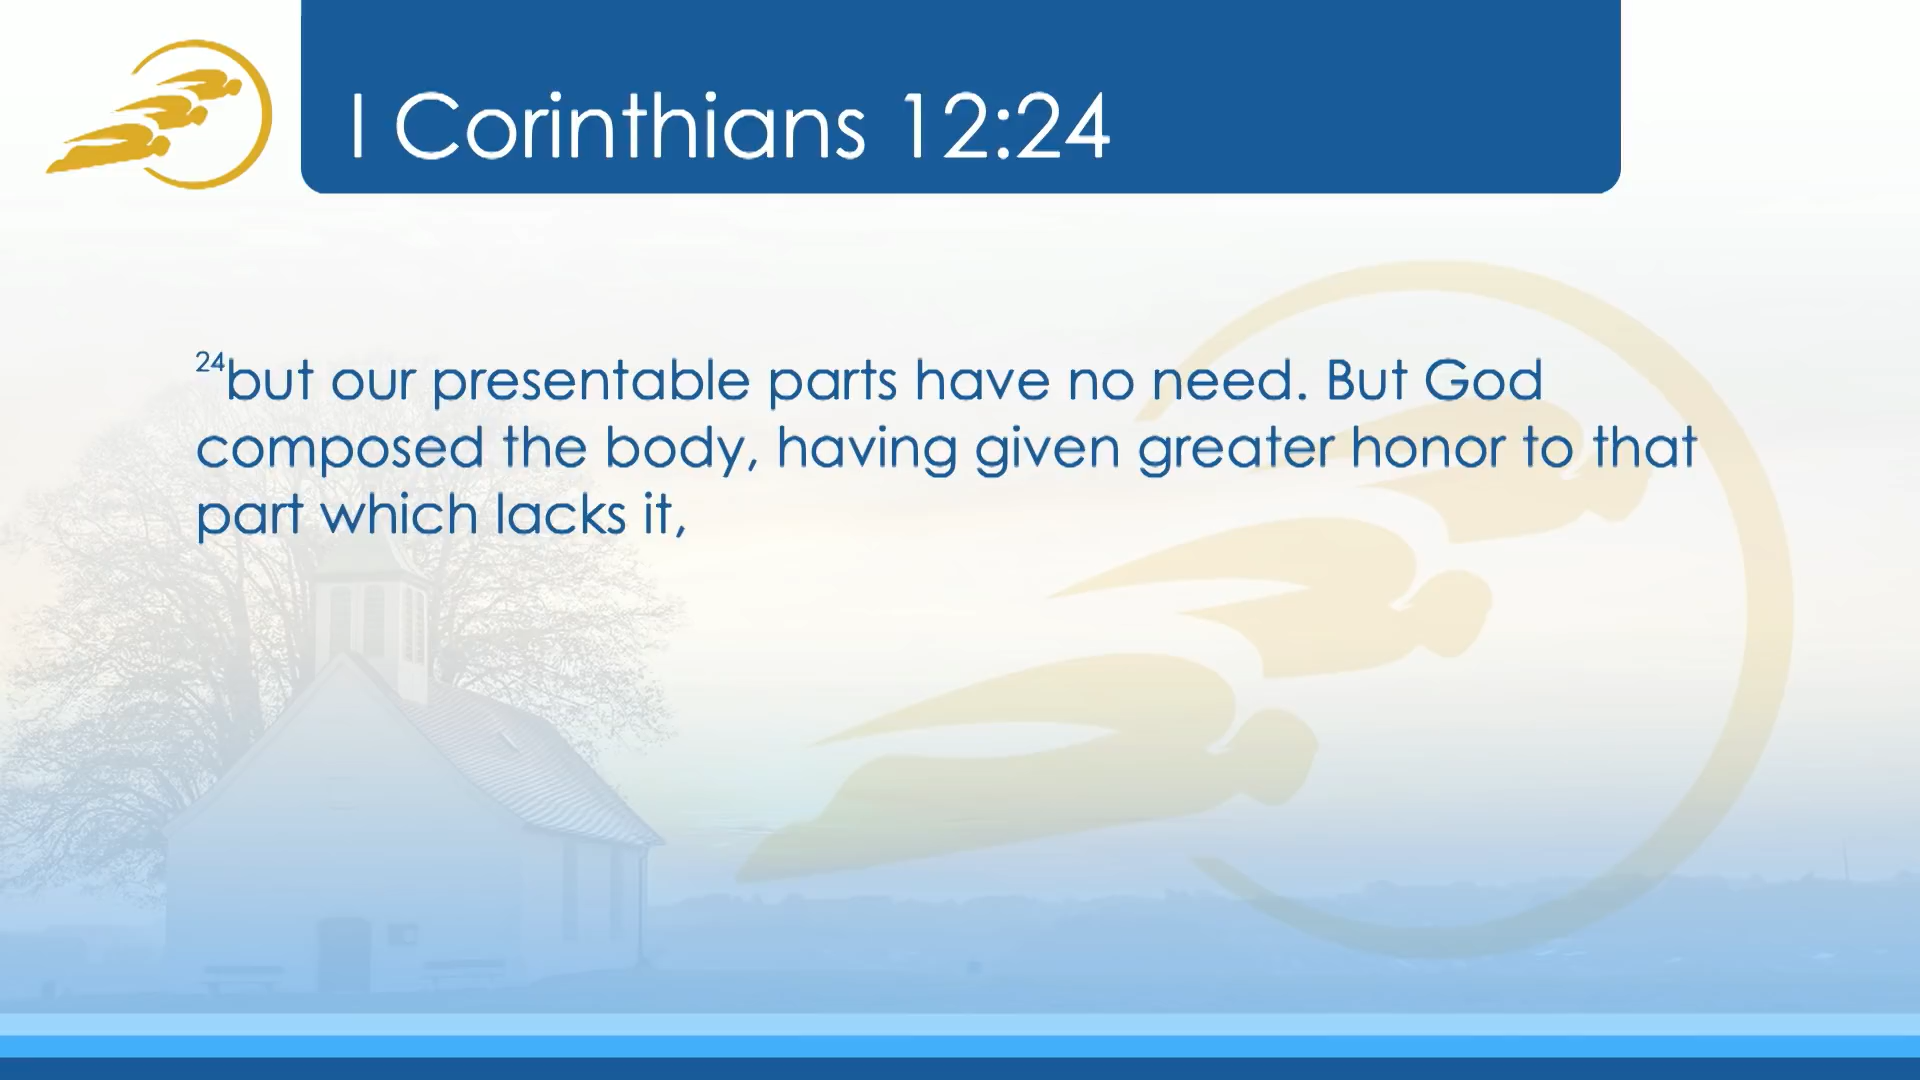 I Corinthians 12:24
24but our presentable parts have no need. But God
composed the body, having given greater honor to that
part which lacks it,